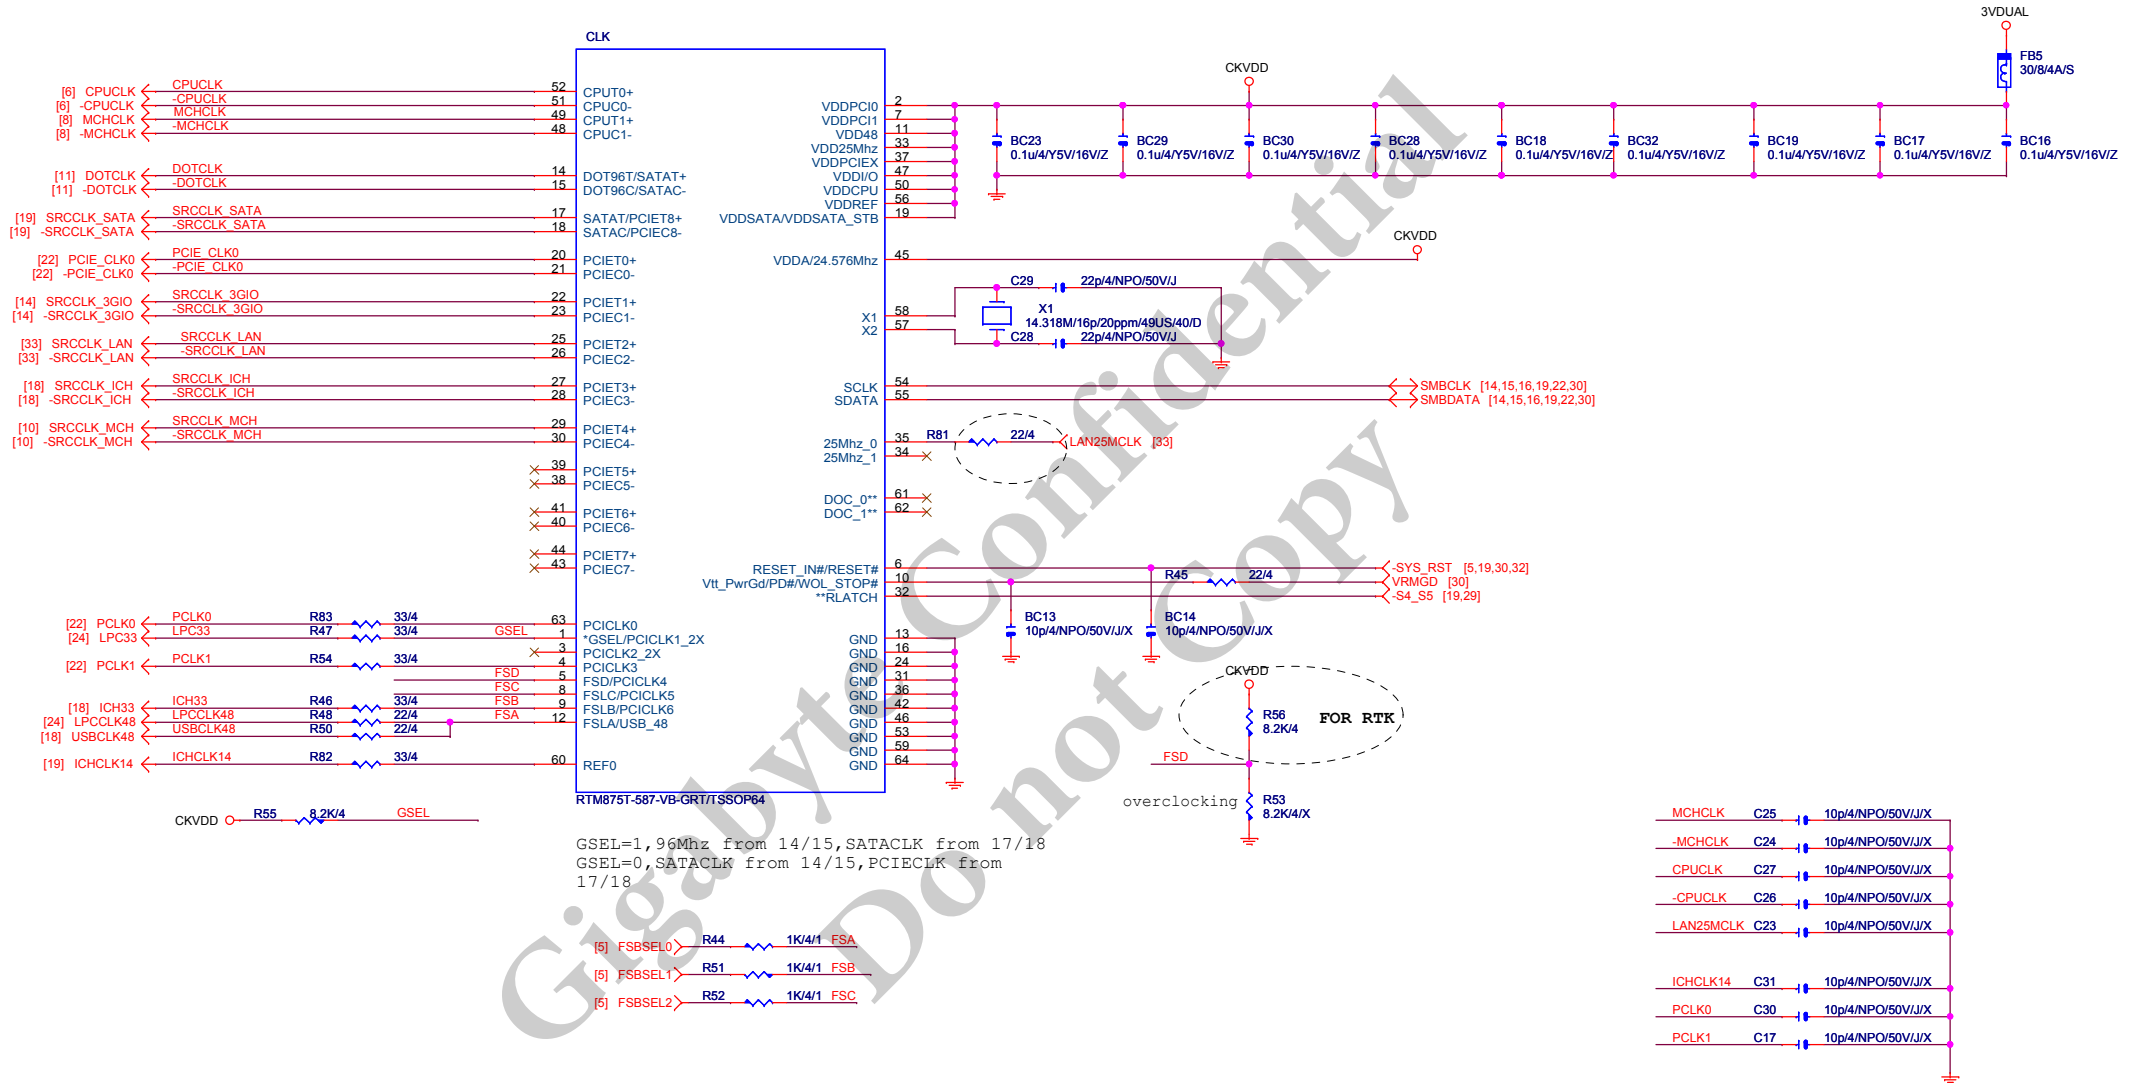 3VDUAL
FB5
30/8/4A/S
CLK
CKVDD
[6] CPUCLK CPUCLK 52 CPUT0+
[6] -CPUCLK -CPUCLK 51 CPUC0-
[8] MCHCLK MCHCLK 49 CPUT1+
[8] -MCHCLK -MCHCLK 48 CPUC1-
[11] DOTCLK DOTCLK 14 DOT96T/SATAT+
[11] -DOTCLK -DOTCLK 15 DOT96C/SATAC-
[19] SRCCLK_SATA SRCCLK_SATA 17 SATAT/PCIET8+
[19] -SRCCLK_SATA -SRCCLK_SATA 18 SATAC/PCIEC8-
[22] PCIE_CLK0 PCIE_CLK0 20 PCIET0+
[22] -PCIE_CLK0 -PCIE_CLK0 21 PCIEC0-
[14] SRCCLK_3GIO SRCCLK_3GIO 22 PCIET1+
[14] -SRCCLK_3GIO -SRCCLK_3GIO 23 PCIEC1-
[33] SRCCLK_LAN SRCCLK_LAN 25 PCIET2+
[33] -SRCCLK_LAN -SRCCLK_LAN 26 PCIEC2-
[18] SRCCLK_ICH SRCCLK_ICH 27 PCIET3+
[18] -SRCCLK_ICH -SRCCLK_ICH 28 PCIEC3-
[10] SRCCLK_MCH SRCCLK_MCH 29 PCIET4+
[10] -SRCCLK_MCH -SRCCLK_MCH 30 PCIEC4-
39 PCIET5+
38 PCIEC5-
41 PCIET6+
40 PCIEC6-
44 PCIET7+
43 PCIEC7-
[22] PCLK0 PCLK0 R83 33/4 63 PCICLK0
[24] LPC33 LPC33 R47 33/4 GSEL 1 *GSEL/PCICLK1_2X
3 PCICLK2_2X
[22] PCLK1 PCLK1 R54 33/4 4 PCICLK3
FSD 5 FSD/PCICLK4
FSC 8 FSLC/PCICLK5
[18] ICH33 ICH33 R46 33/4 FSB 9 FSLB/PCICLK6
[24] LPCCLK48 LPCCLK48 R48 22/4 FSA 12 FSLA/USB_48
[18] USBCLK48 USBCLK48 R50 22/4
[19] ICHCLK14 ICHCLK14 R82 33/4 60 REF0
VDDPCI0 2
VDDPCI1 7
VDD48 11
VDD25Mhz 33
VDDPCIEX 37
VDDI/O 47
VDDCPU 50
VDDREF 56
VDDSATA/VDDSATA_STB 19
BC23 BC29 BC30 BC28 BC18 BC32 BC19 BC17 BC16
0.1u/4/Y5V/16V/Z 0.1u/4/Y5V/16V/Z 0.1u/4/Y5V/16V/Z 0.1u/4/Y5V/16V/Z 0.1u/4/Y5V/16V/Z 0.1u/4/Y5V/16V/Z 0.1u/4/Y5V/16V/Z 0.1u/4/Y5V/16V/Z 0.1u/4/Y5V/16V/Z
CKVDD
VDDA/24.576Mhz 45
C29 22p/4/NPO/50V/J
X1 58
X2 57
X1
14.318M/16p/20ppm/49US/40/D
C28 22p/4/NPO/50V/J
SCLK 54 SMBCLK [14,15,16,19,22,30]
SDATA 55 SMBDATA [14,15,16,19,22,30]
25Mhz_0 35 R81 22/4 LAN25MCLK [33]
25Mhz_1 34
DOC_0** 61
DOC_1** 62
RESET_IN#/RESET# 6 -SYS_RST [5,19,30,32]
Vtt_PwrGd/PD#/WOL_STOP# 10 R45 22/4 VRMGD [30]
**RLATCH 32 -S4_S5 [19,29]
BC13
10p/4/NPO/50V/J/X
BC14
10p/4/NPO/50V/J/X
GND 13
GND 16
GND 24
GND 31
GND 36
GND 42
GND 46
GND 53
GND 59
GND 64
RTM875T-587-VB-GRT/TSSOP64
CKVDD
R56
8.2K/4
FOR RTK
FSD
overclocking
R53
8.2K/4/X
CKVDD R55 8.2K/4 GSEL
GSEL=1,96Mhz from 14/15,SATACLK from 17/18
GSEL=0,SATACLK from 14/15,PCIECLK from
17/18
[5] FSBSEL0 R44 1K/4/1 FSA
[5] FSBSEL1 R51 1K/4/1 FSB
[5] FSBSEL2 R52 1K/4/1 FSC
MCHCLK C25 10p/4/NPO/50V/J/X
-MCHCLK C24 10p/4/NPO/50V/J/X
CPUCLK C27 10p/4/NPO/50V/J/X
-CPUCLK C26 10p/4/NPO/50V/J/X
LAN25MCLK C23 10p/4/NPO/50V/J/X
ICHCLK14 C31 10p/4/NPO/50V/J/X
PCLK0 C30 10p/4/NPO/50V/J/X
PCLK1 C17 10p/4/NPO/50V/J/X
Gigabyte Confidential
Do not Copy